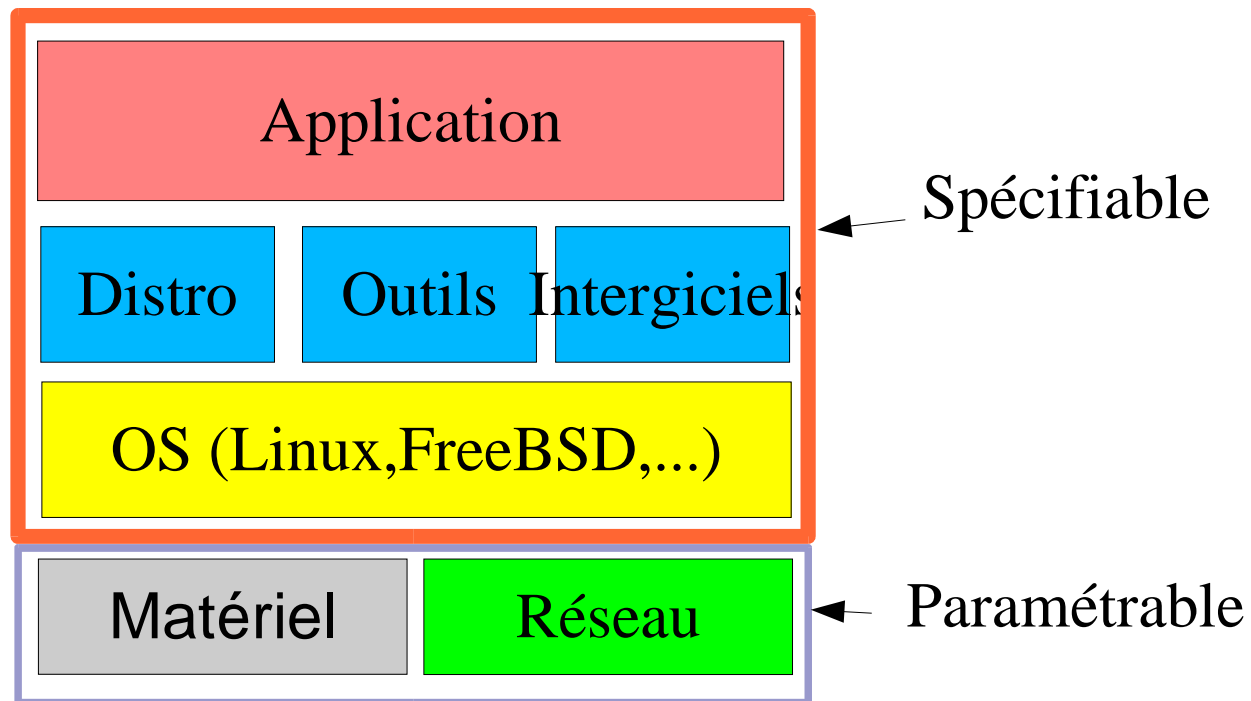 Application
Spécifiable
Distro
Outils
Intergiciels
OS (Linux,FreeBSD,...)
Matériel
Réseau
Paramétrable